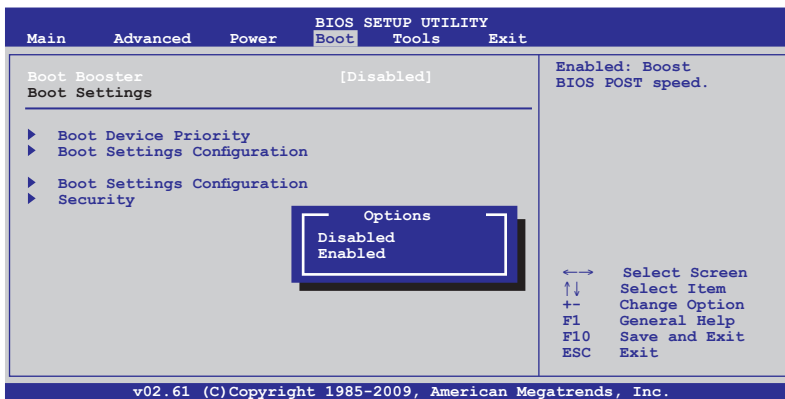 BIOS SETUP UTILITY
Main Advanced Power Boot Tools Exit
Boot Booster [Disabled]
Boot Settings
Boot Device Priority
Boot Settings Configuration
Boot Settings Configuration
Security
Options
Disabled
Enabled
Enabled: Boost
BIOS POST speed.
←→ Select Screen
↑↓ Select Item
+- Change Option
F1 General Help
F10 Save and Exit
ESC Exit
v02.61 (C)Copyright 1985-2009, American Megatrends, Inc.